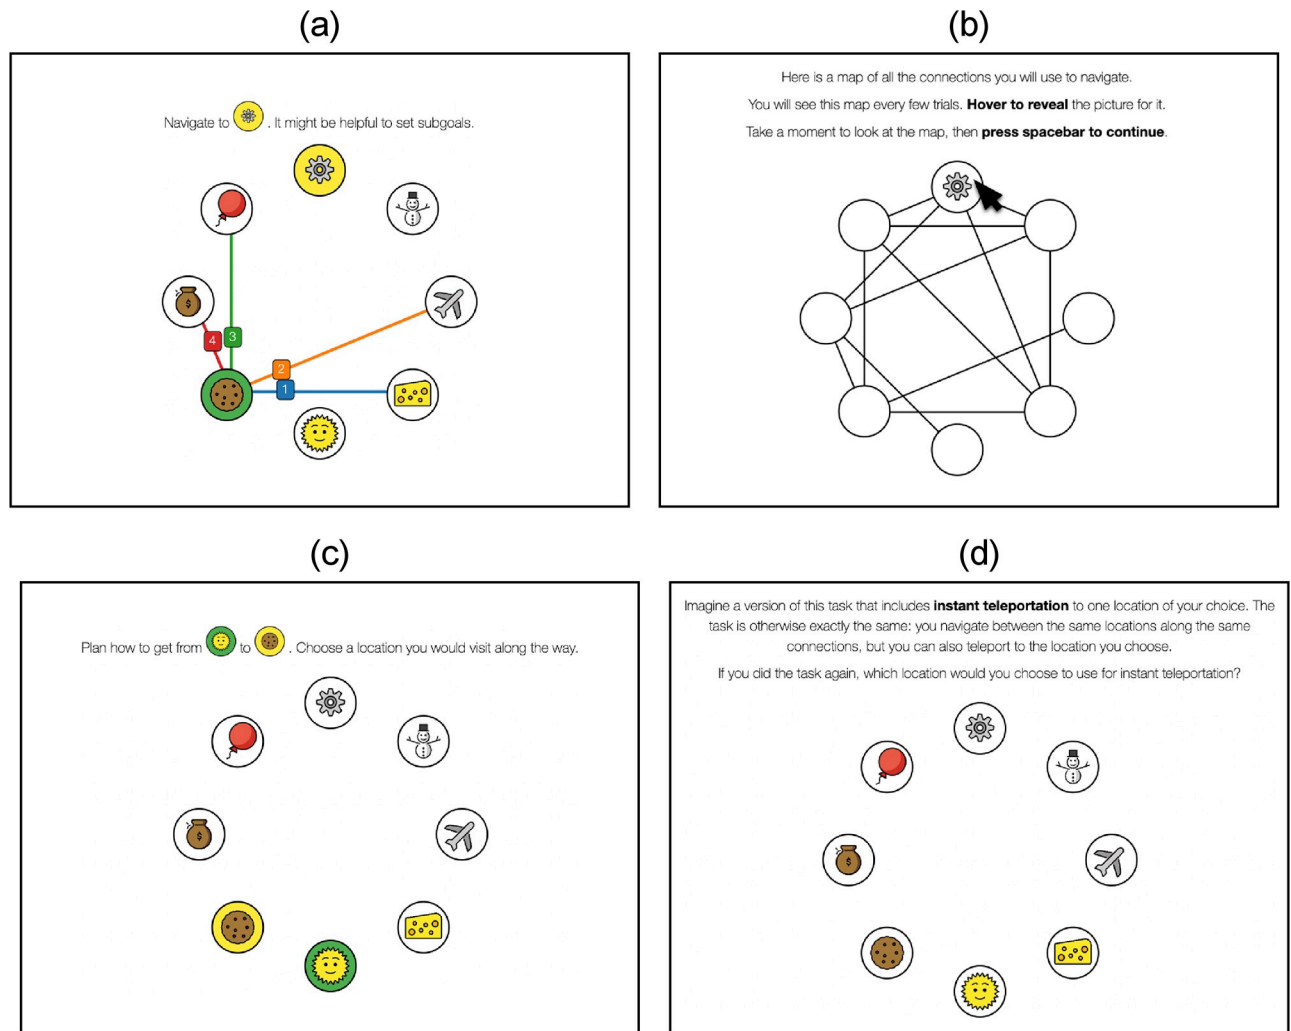 (a)
Navigate to . It might be helpful to set subgoals.
$
4
3
2
1
(b)
Here is a map of all the connections you will use to navigate.
You will see this map every few trials. Hover to reveal the picture for it.
Take a moment to look at the map, then press spacebar to continue.
(c)
Plan how to get from to . Choose a location you would visit along the way.
$
(d)
Imagine a version of this task that includes instant teleportation to one location of your choice. The
task is otherwise exactly the same: you navigate between the same locations along the same
connections, but you can also teleport to the location you choose.
If you did the task again, which location would you choose to use for instant teleportation?
$